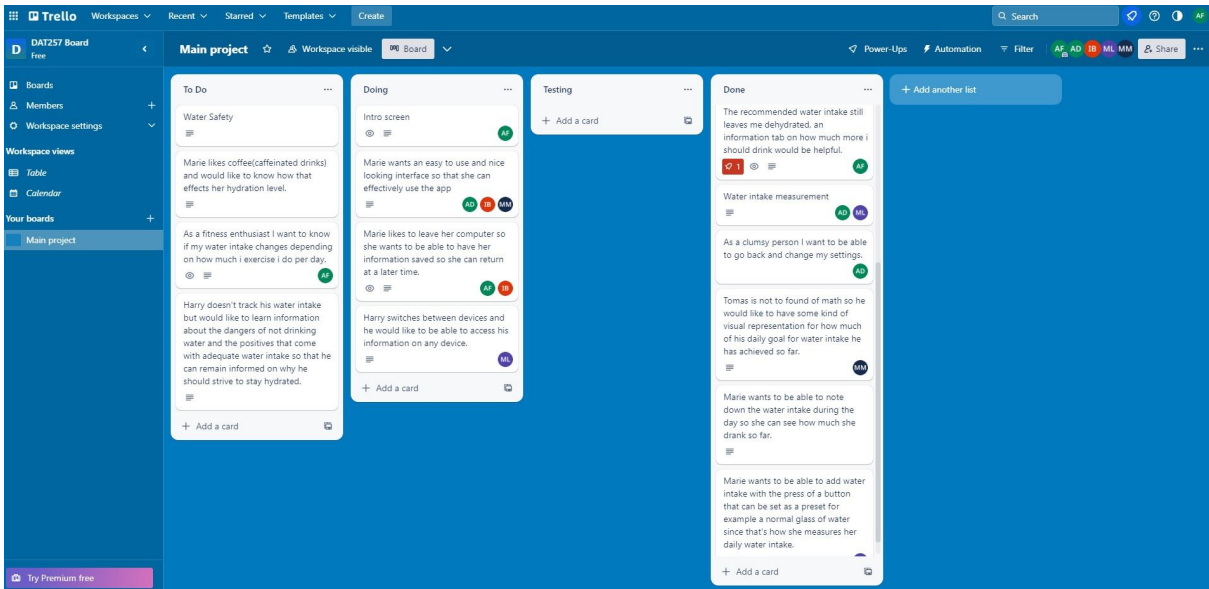 Trello Workspaces Recent Starred Templates Create Search AF
D DAT257 Board
Free
Main project Workspace visible Board Power-Ups Automation Filter AF AD IB ML MM Share
Boards
Members
Workspace settings
Workspace views
Table
Calendar
Your boards
Main project
Try Premium free
To Do
Water Safety
Marie likes coffee(caffeinated drinks)
and would like to know how that
effects her hydration level.
As a fitness enthusiast I want to know
if my water intake changes depending
on how much i exercise i do per day.
AF
Harry doesn't track his water intake
but would like to learn information
about the dangers of not drinking
water and the positives that come
with adequate water intake so that he
can remain informed on why he
should strive to stay hydrated.
+ Add a card
Doing
Intro screen
AF
Marie wants an easy to use and nice
looking interface so that she can
effectively use the app
AD IB MM
Marie likes to leave her computer so
she wants to be able to have her
information saved so she can return
at a later time.
AF IB
Harry switches between devices and
he would like to be able to access his
information on any device.
ML
+ Add a card
Testing
+ Add a card
Done
The recommended water intake still
leaves me dehydrated, an
information tab on how much more i
should drink would be helpful.
1 AF
Water intake measurement
AD ML
As a clumsy person I want to be able
to go back and change my settings.
AD
Tomas is not to found of math so he
would like to have some kind of
visual representation for how much
of his daily goal for water intake he
has achieved so far.
MM
Marie wants to be able to note
down the water intake during the
day so she can see how much she
drank so far.
Marie wants to be able to add water
intake with the press of a button
that can be set as a preset for
example a normal glass of water
since that's how she measures her
daily water intake.
+ Add a card
+ Add another list